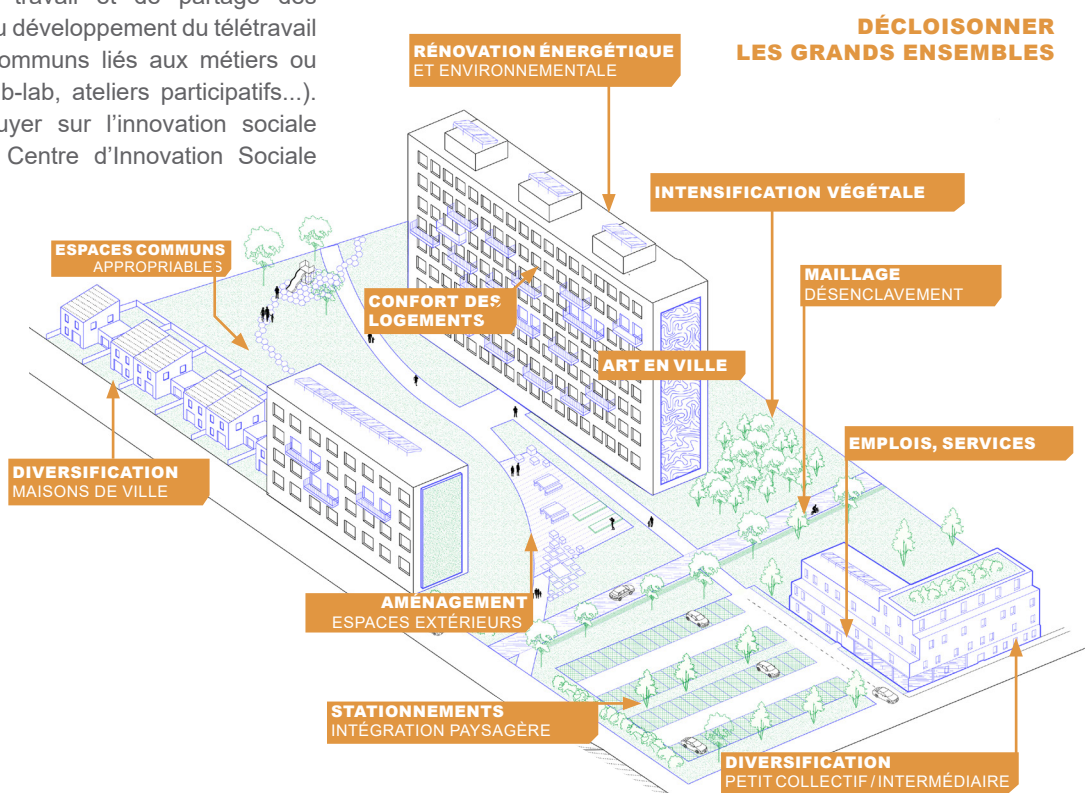 travail et de partage des
développement du télétravail
communs liés aux métiers ou
ateliers participatifs...).
sur l'innovation sociale
Centre d'Innovation Sociale
DÉCLOISONNER
LES GRANDS ENSEMBLES
RÉNOVATION ÉNERGÉTIQUE
ET ENVIRONNEMENTALE
INTENSIFICATION VÉGÉTALE
ESPACES COMMUNS
APPROPRIABLES
MAILLAGE
DÉSENCLAVEMENT
CONFORT DES
LOGEMENTS
ART EN VILLE
EMPLOIS, SERVICES
DIVERSIFICATION
MAISONS DE VILLE
AMÉNAGEMENT
ESPACES EXTÉRIEURS
STATIONNEMENTS
INTÉGRATION PAYSAGÈRE
DIVERSIFICATION
PETIT COLLECTIF / INTERMÉDIAIRE